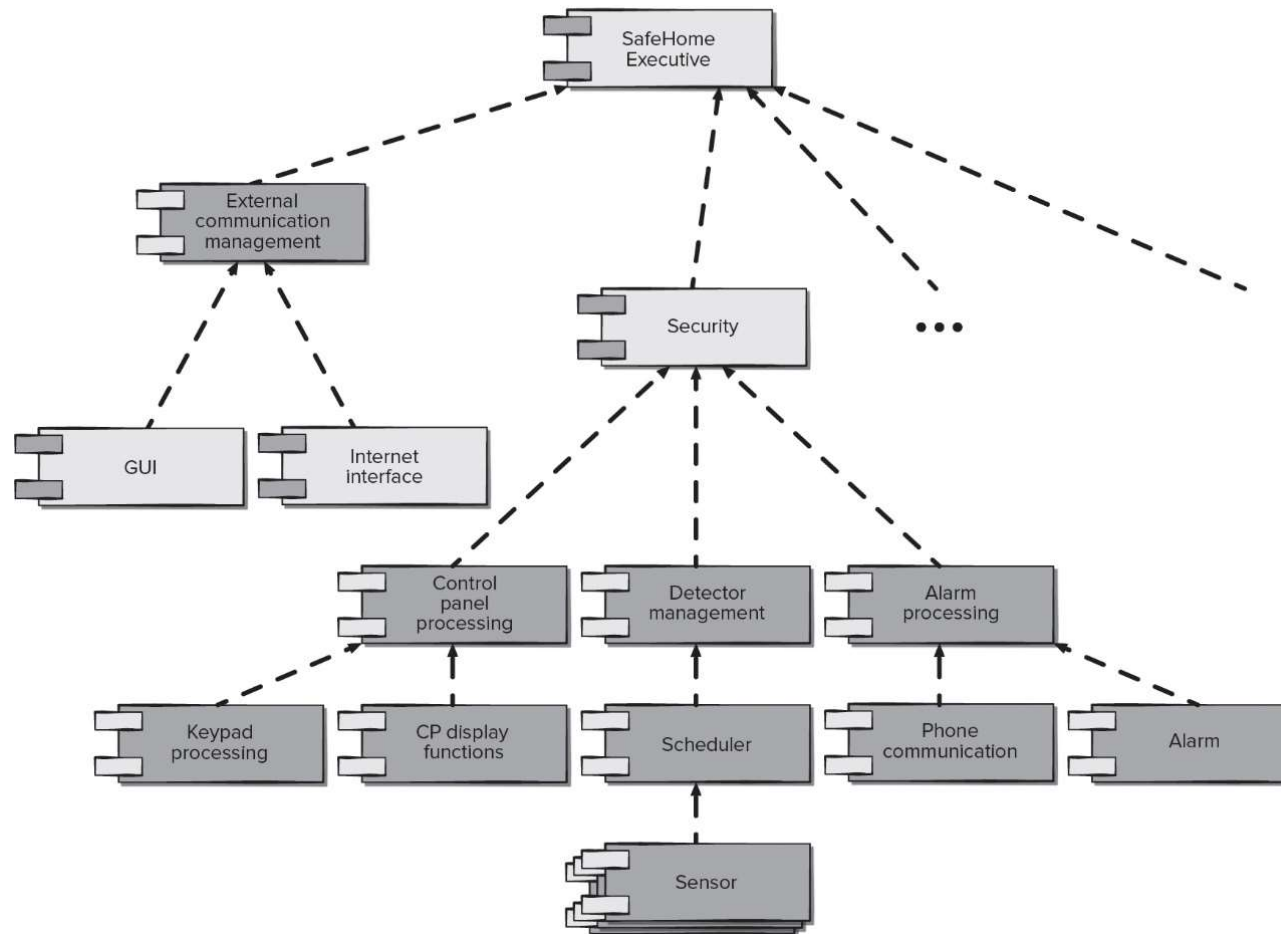 SafeHome
Executive
External
communication
management
Security
GUI
Internet
interface
Control
panel
processing
Detector
management
Alarm
processing
Keypad
processing
CP display
functions
Scheduler
Phone
communication
Alarm
Sensor